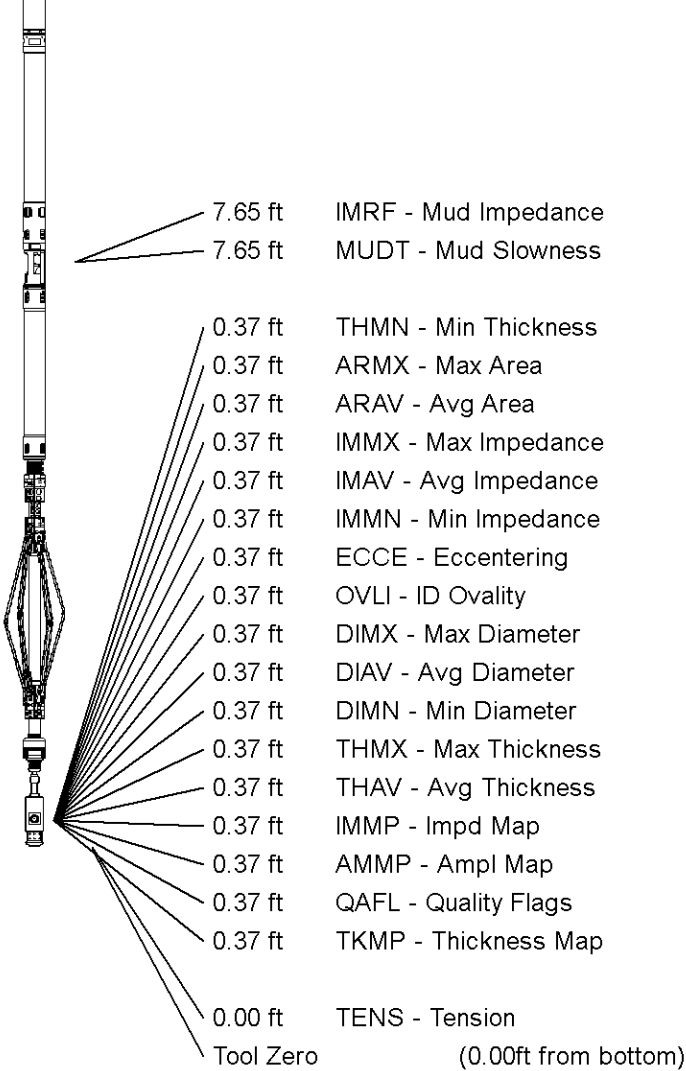 7.65 ft IMRF - Mud Impedance
7.65 ft MUDT - Mud Slowness
0.37 ft THMN - Min Thickness
0.37 ft ARMX - Max Area
0.37 ft ARAV - Avg Area
0.37 ft IMMX - Max Impedance
0.37 ft IMAV - Avg Impedance
0.37 ft IMMN - Min Impedance
0.37 ft ECCE - Eccentering
0.37 ft OVLI - ID Ovality
0.37 ft DIMX - Max Diameter
0.37 ft DIAV - Avg Diameter
0.37 ft DIMN - Min Diameter
0.37 ft THMX - Max Thickness
0.37 ft THAV - Avg Thickness
0.37 ft IMMP - Impd Map
0.37 ft AMMP - Ampl Map
0.37 ft QAFL - Quality Flags
0.37 ft TKMP - Thickness Map
0.00 ft TENS - Tension
Tool Zero (0.00ft from bottom)